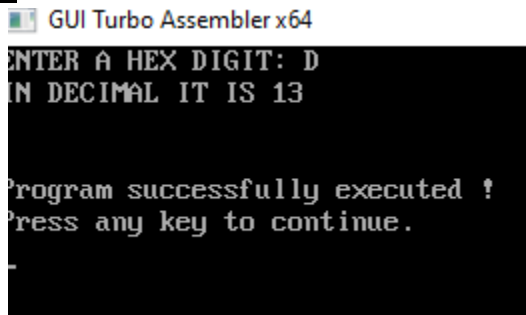 GUI Turbo Assembler x64
ENTER A HEX DIGIT: D
IN DECIMAL IT IS 13
Program successfully executed !
Press any key to continue.